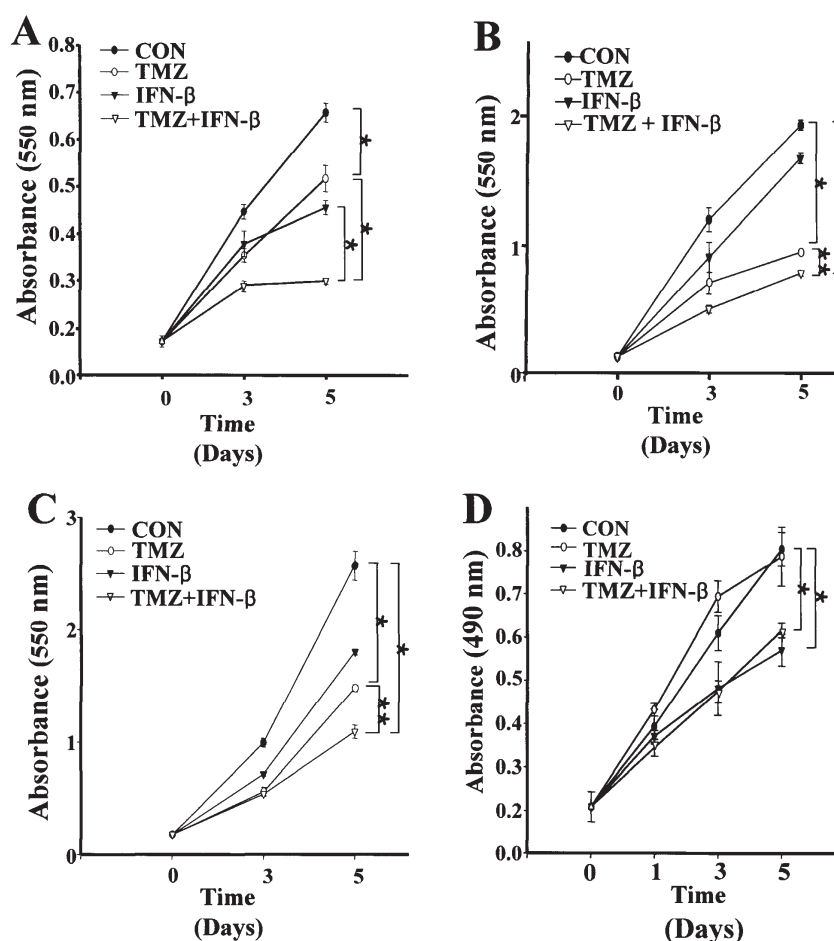 A
CON
TMZ
IFN-β
TMZ+IFN-β
Absorbance (550 nm)
0.8
0.7
0.6
0.5
0.4
0.3
0.2
0.0
*
*
*
0 3 5
Time
(Days)
B
CON
TMZ
IFN-β
TMZ + IFN-β
Absorbance (550 nm)
2
1
0
*
*
*
0 3 5
Time
(Days)
C
CON
TMZ
IFN-β
TMZ+IFN-β
Absorbance (550 nm)
3
2
1
0
*
*
*
*
0 3 5
Time
(Days)
D
CON
TMZ
IFN-β
TMZ+IFN-β
Absorbance (490 nm)
0.8
0.7
0.6
0.5
0.4
0.3
0.2
0.0
*
*
0 1 3 5
Time
(Days)